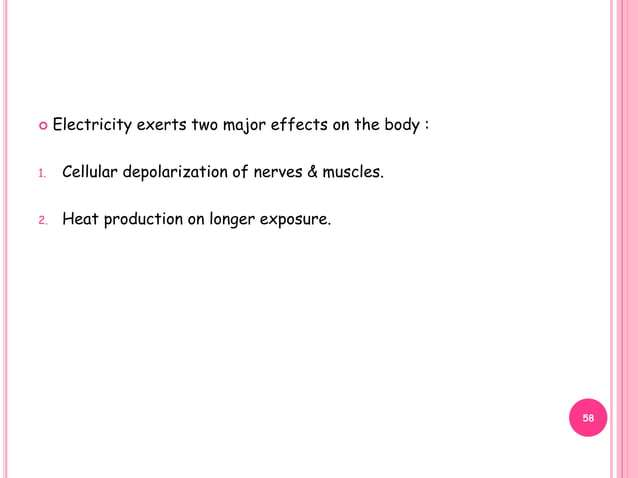 Electricity exerts two major effects on the body :
1. Cellular depolarization of nerves & muscles.
2. Heat production on longer exposure.
58